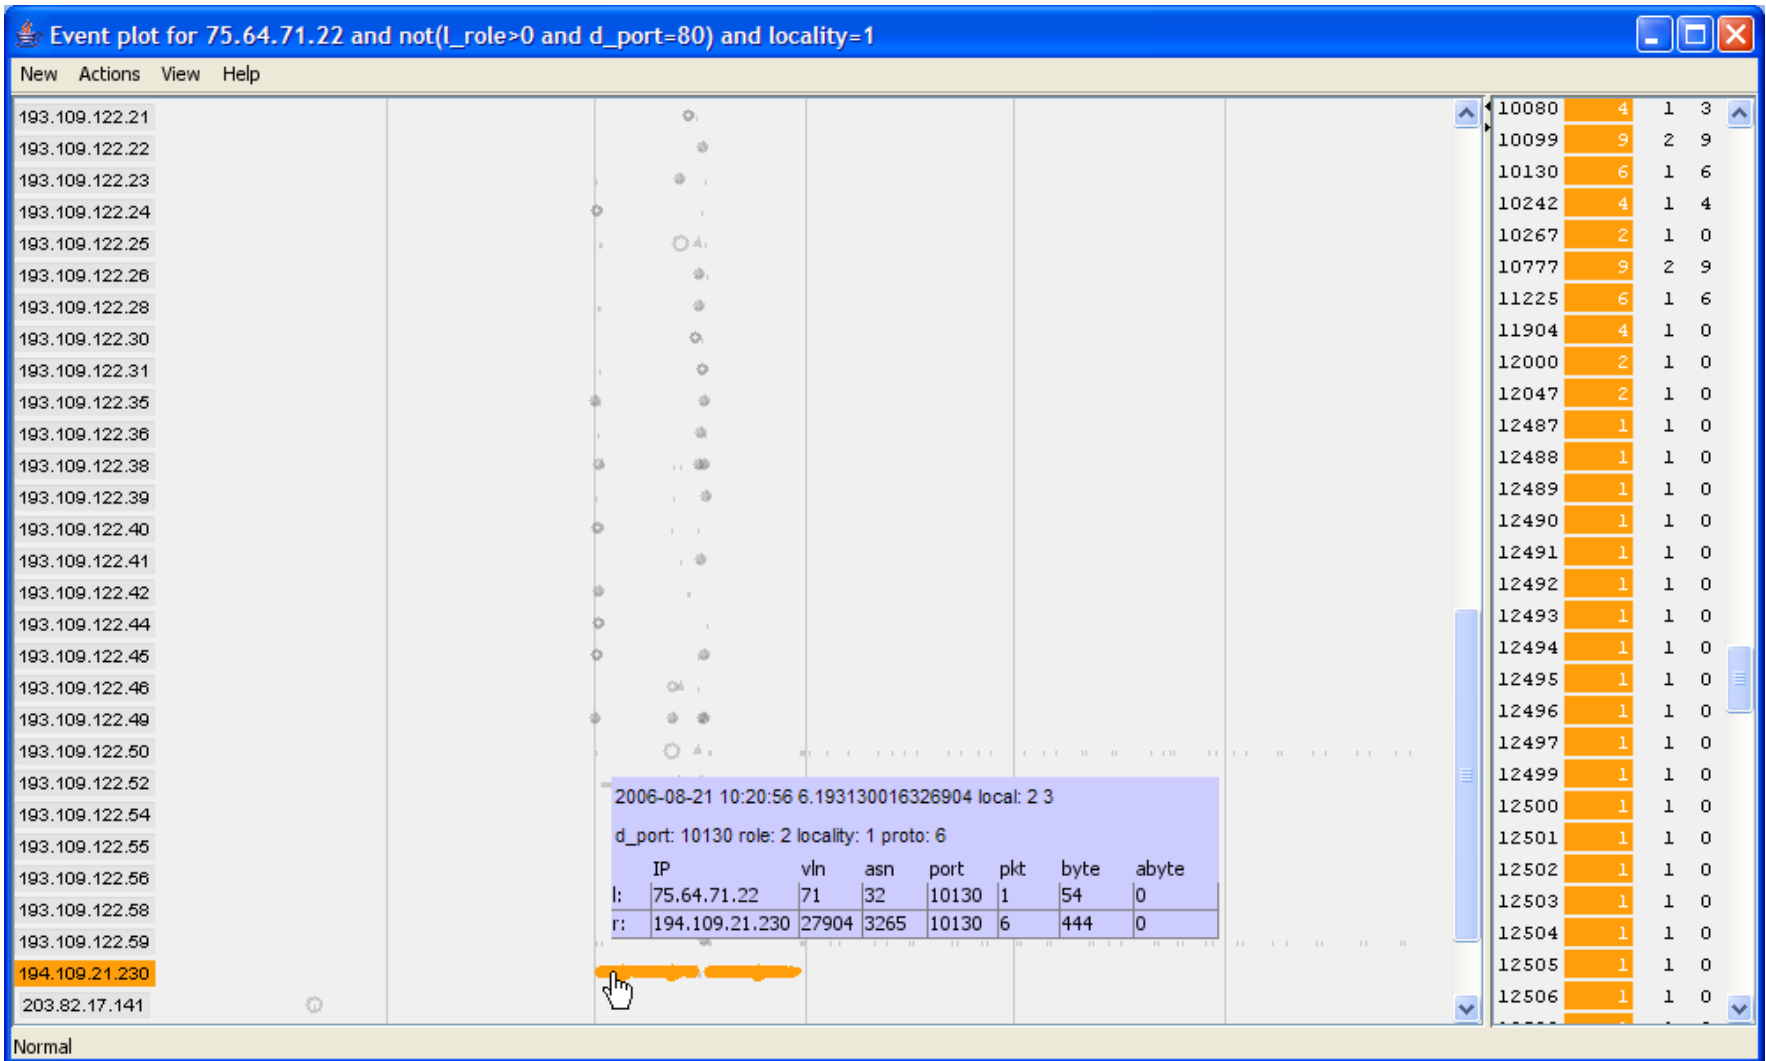 Event plot for 75.64.71.22 and not(l_role>0 and d_port=80) and locality=1
New Actions View Help
193.109.122.21
193.109.122.22
193.109.122.23
193.109.122.24
193.109.122.25
193.109.122.26
193.109.122.28
193.109.122.30
193.109.122.31
193.109.122.35
193.109.122.36
193.109.122.38
193.109.122.39
193.109.122.40
193.109.122.41
193.109.122.42
193.109.122.44
193.109.122.45
193.109.122.46
193.109.122.49
193.109.122.50
193.109.122.52
193.109.122.54
193.109.122.55
193.109.122.56
193.109.122.58
193.109.122.59
194.109.21.230
203.82.17.141
2006-08-21 10:20:56 6.193130016326904 local: 2 3
d_port: 10130 role: 2 locality: 1 proto: 6
IP vln asn port pkt byte abyte
l: 75.64.71.22 71 32 10130 1 54 0
r: 194.109.21.230 27904 3265 10130 6 444 0
10080 4 1 3
10099 9 2 9
10130 6 1 6
10242 4 1 4
10267 2 1 0
10777 9 2 9
11225 6 1 6
11904 4 1 0
12000 2 1 0
12047 2 1 0
12487 1 1 0
12488 1 1 0
12489 1 1 0
12490 1 1 0
12491 1 1 0
12492 1 1 0
12493 1 1 0
12494 1 1 0
12495 1 1 0
12496 1 1 0
12497 1 1 0
12499 1 1 0
12500 1 1 0
12501 1 1 0
12502 1 1 0
12503 1 1 0
12504 1 1 0
12505 1 1 0
12506 1 1 0
Normal